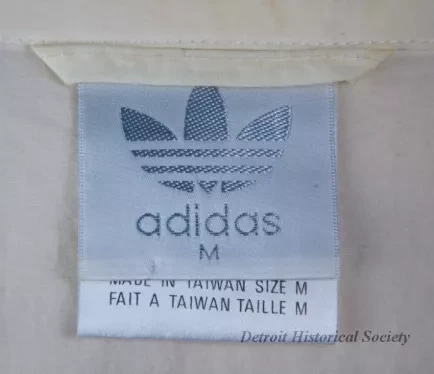 adidas
M
MADE IN TAIWAN SIZE M
FAIT A TAIWAN TAILLE M
Detroit Historical Society